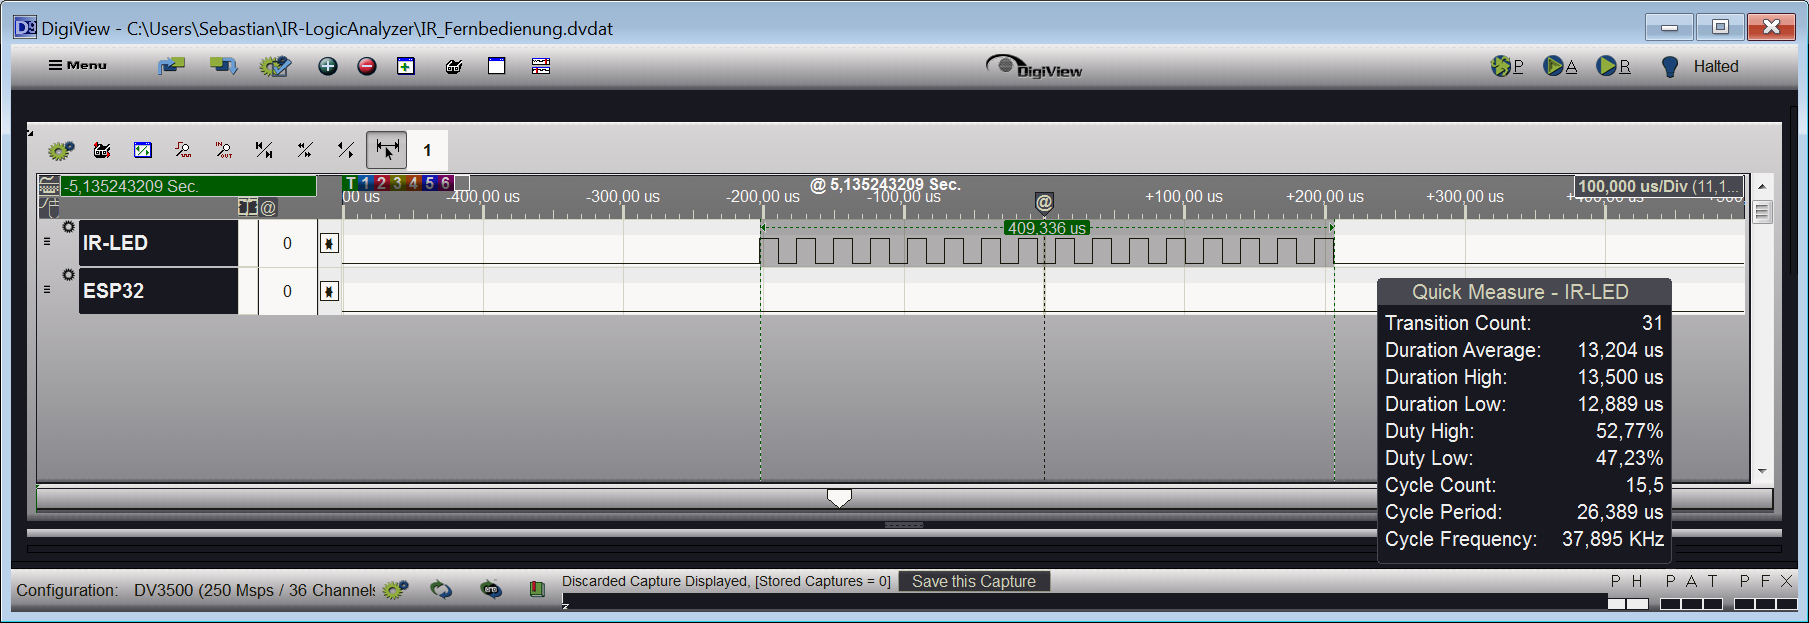 DigiView - C:\Users\Sebastian\IR-LogicAnalyzer\IR_Fernbedienung.dvdat
Menu
DigiView
P A R Halted
1
-5,135243209 Sec.
T 1 2 3 4 5 6
@ 5,135243209 Sec.
100,000 us/Div (11,1...
00 us -400,00 us -300,00 us -200,00 us -100,00 us @ +100,00 us +200,00 us +300,00 us
@
IR-LED 0
409,336 us
ESP32 0
Quick Measure - IR-LED
Transition Count: 31
Duration Average: 13,204 us
Duration High: 13,500 us
Duration Low: 12,889 us
Duty High: 52,77%
Duty Low: 47,23%
Cycle Count: 15,5
Cycle Period: 26,389 us
Cycle Frequency: 37,895 KHz
Configuration: DV3500 (250 Msps / 36 Channels
Discarded Capture Displayed, [Stored Captures = 0] Save this Capture
P H P A T P F X